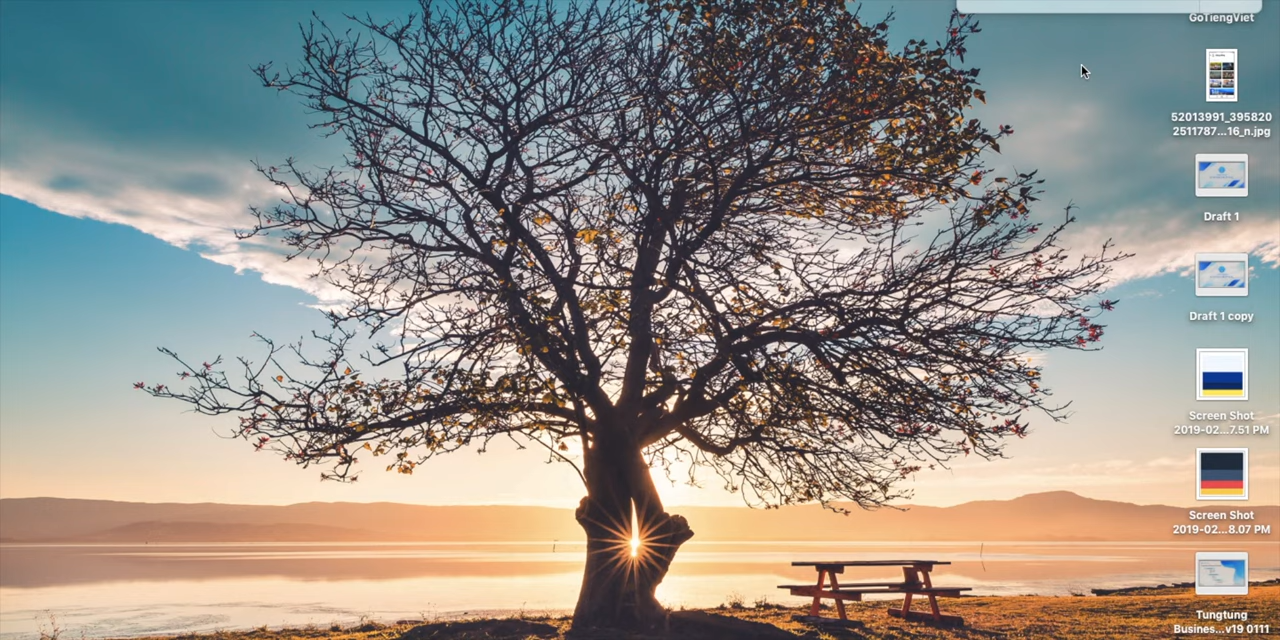 GoTiengViet
52013991_395820
2511787...16_n.jpg
Draft 1
Draft 1 copy
Screen Shot
2019-02...7.51 PM
Screen Shot
2019-02...8.07 PM
Tungtung
Busines...v19 0111